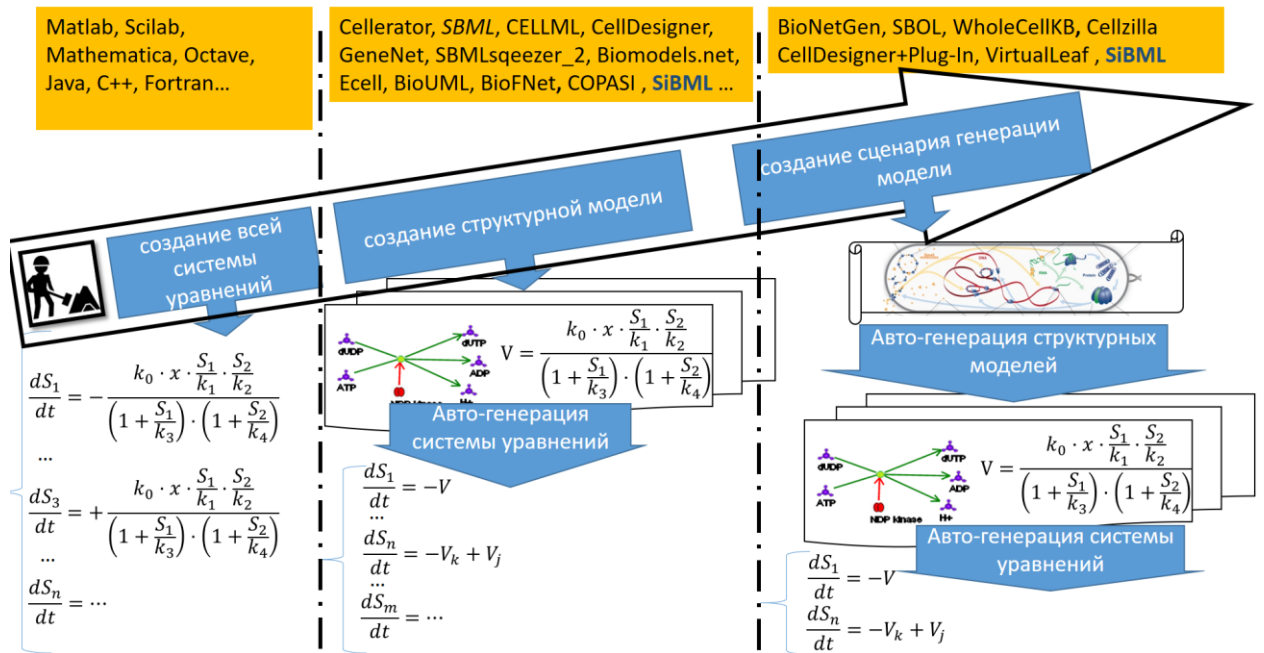 Matlab, Scilab,
Mathematica, Octave,
Java, C++, Fortran…
Cellerator, SBML, CELLML, CellDesigner,
GeneNet, SBMLsqeezer_2, Biomodels.net,
Ecell, BioUML, BioFNet, COPASI , SiBML …
BioNetGen, SBOL, WholeCellKB, Cellzilla
CellDesigner+Plug-In, VirtualLeaf , SiBML
создание всей
системы
уравнений
создание структурной модели
создание сценария генерации
модели
dS₁/dt = − (k₀ · x · S₁/k₁ · S₂/k₂) / ((1 + S₁/k₃) · (1 + S₂/k₄))
…
dS₃/dt = + (k₀ · x · S₁/k₁ · S₂/k₂) / ((1 + S₁/k₃) · (1 + S₂/k₄))
…
dSₙ/dt = ⋯
dUDP
dUTP
ATP
ADP
NDP kinase
H+
V = (k₀ · x · S₁/k₁ · S₂/k₂) / ((1 + S₁/k₃) · (1 + S₂/k₄))
Авто-генерация
системы уравнений
dS₁/dt = −V
…
dSₙ/dt = −Vₖ + Vⱼ
…
dSₘ/dt = ⋯
Авто-генерация структурных
моделей
dUDP
dUTP
ATP
ADP
NDP kinase
H+
V = (k₀ · x · S₁/k₁ · S₂/k₂) / ((1 + S₁/k₃) · (1 + S₂/k₄))
Авто-генерация системы
уравнений
dS₁/dt = −V
dSₙ/dt = −Vₖ + Vⱼ